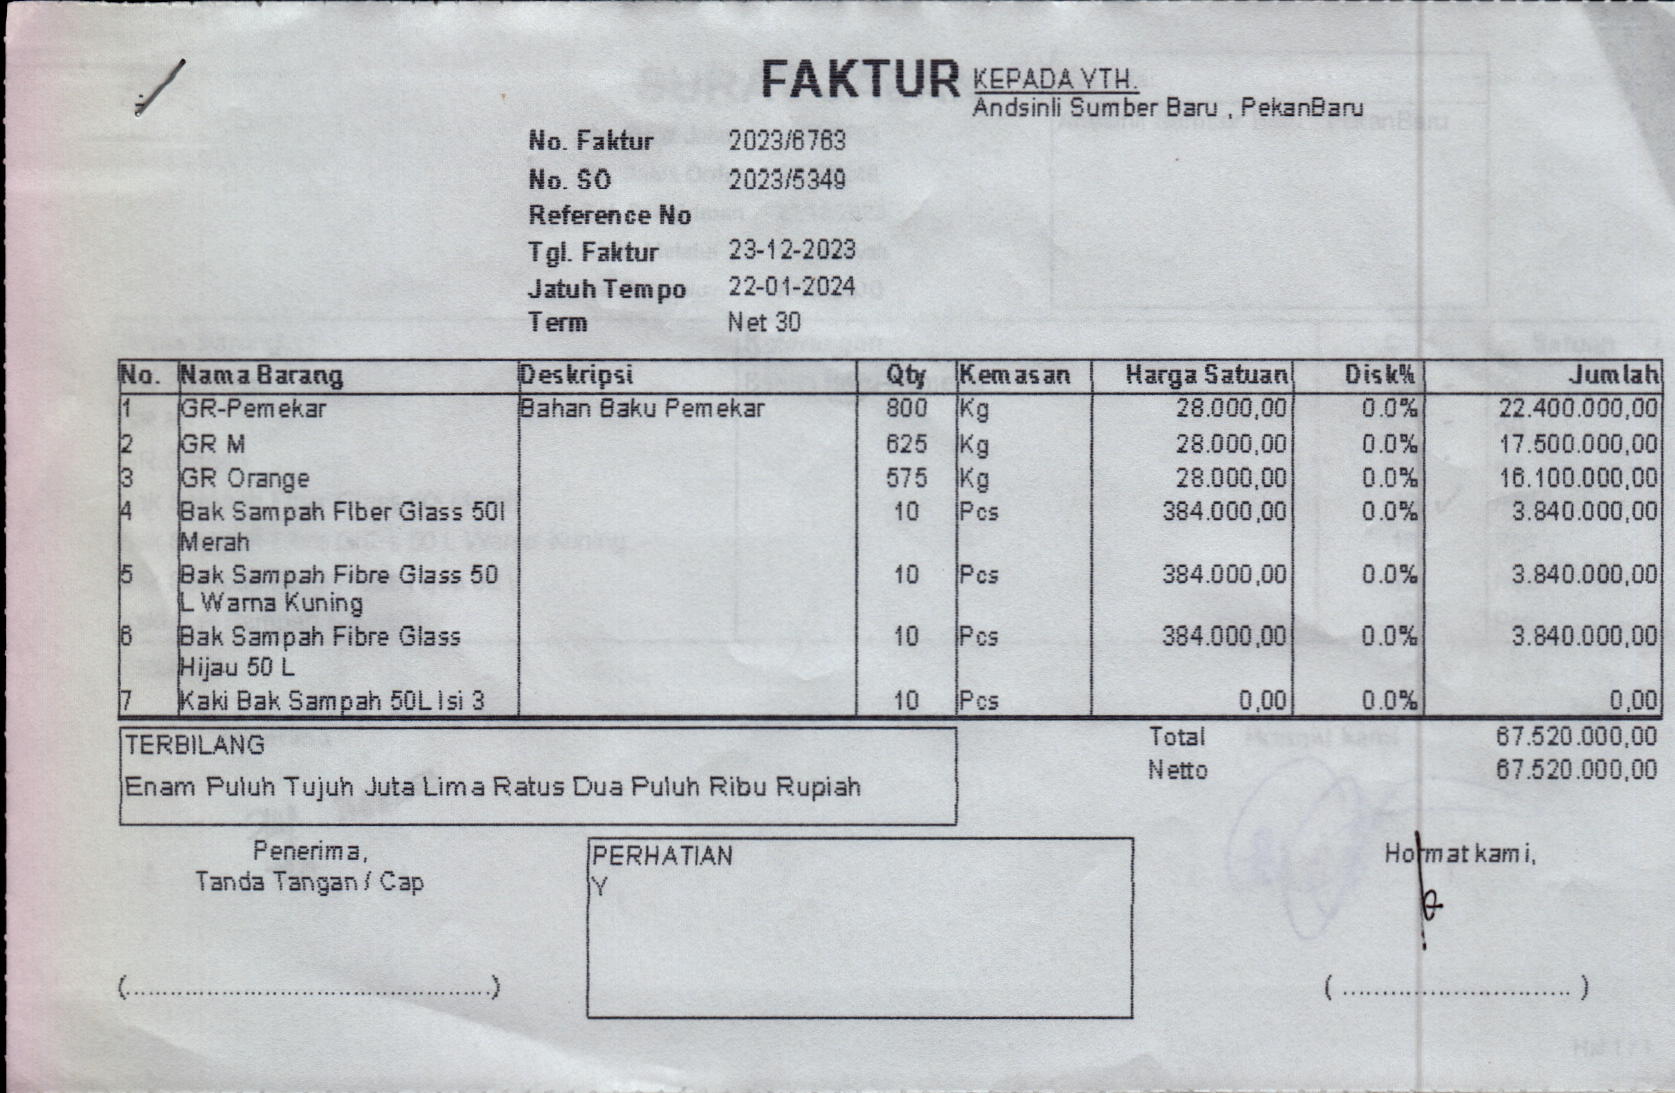 FAKTUR
KEPADA YTH.
Andsinli Sumber Baru , PekanBaru
No. Faktur 2023/6763
No. SO 2023/5349
Reference No
Tgl. Faktur 23-12-2023
Jatuh Tempo 22-01-2024
Term Net 30
No. Nama Barang Deskripsi Qty Kemasan Harga Satuan Disk% Jumlah
1 GR-Pemekar Bahan Baku Pemekar 800 Kg 28.000,00 0.0% 22.400.000,00
2 GR M 625 Kg 28.000,00 0.0% 17.500.000,00
3 GR Orange 575 Kg 28.000,00 0.0% 16.100.000,00
4 Bak Sampah Fiber Glass 50l 10 Pcs 384.000,00 0.0% 3.840.000,00
Merah
5 Bak Sampah Fibre Glass 50 10 Pcs 384.000,00 0.0% 3.840.000,00
L Warna Kuning
6 Bak Sampah Fibre Glass 10 Pcs 384.000,00 0.0% 3.840.000,00
Hijau 50 L
7 Kaki Bak Sampah 50L Isi 3 10 Pcs 0,00 0.0% 0,00
TERBILANG
Enam Puluh Tujuh Juta Lima Ratus Dua Puluh Ribu Rupiah
Total 67.520.000,00
Netto 67.520.000,00
Penerima,
Tanda Tangan / Cap
(..............................................)
PERHATIAN
Y
Hormat kami,
( ............................. )